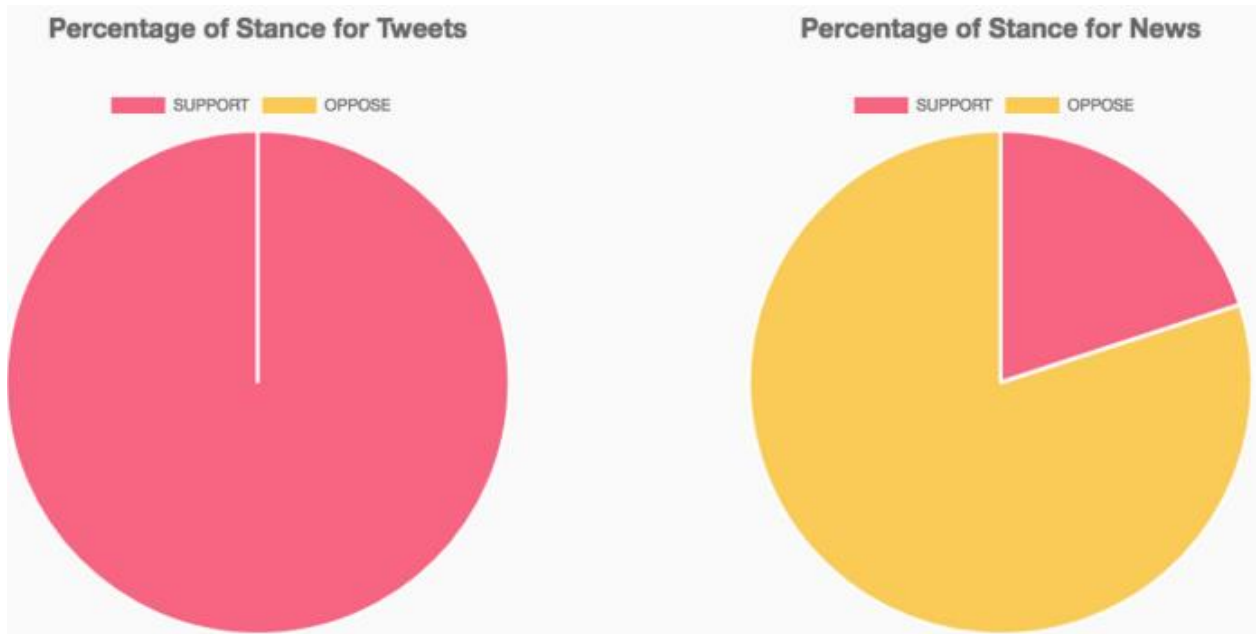 Percentage of Stance for Tweets
SUPPORT OPPOSE
Percentage of Stance for News
SUPPORT OPPOSE